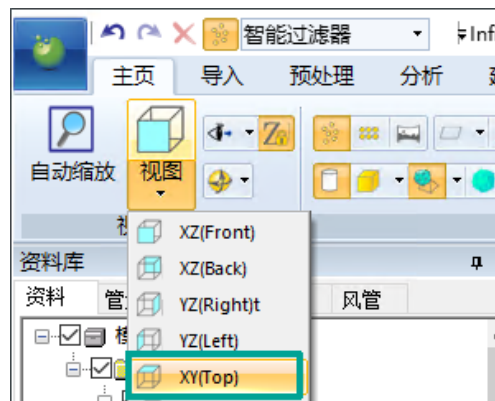 智能过滤器
主页 导入 预处理 分析
自动缩放 视图
XZ(Front)
XZ(Back)
YZ(Right)t
YZ(Left)
XY(Top)
资料库
资料 风管